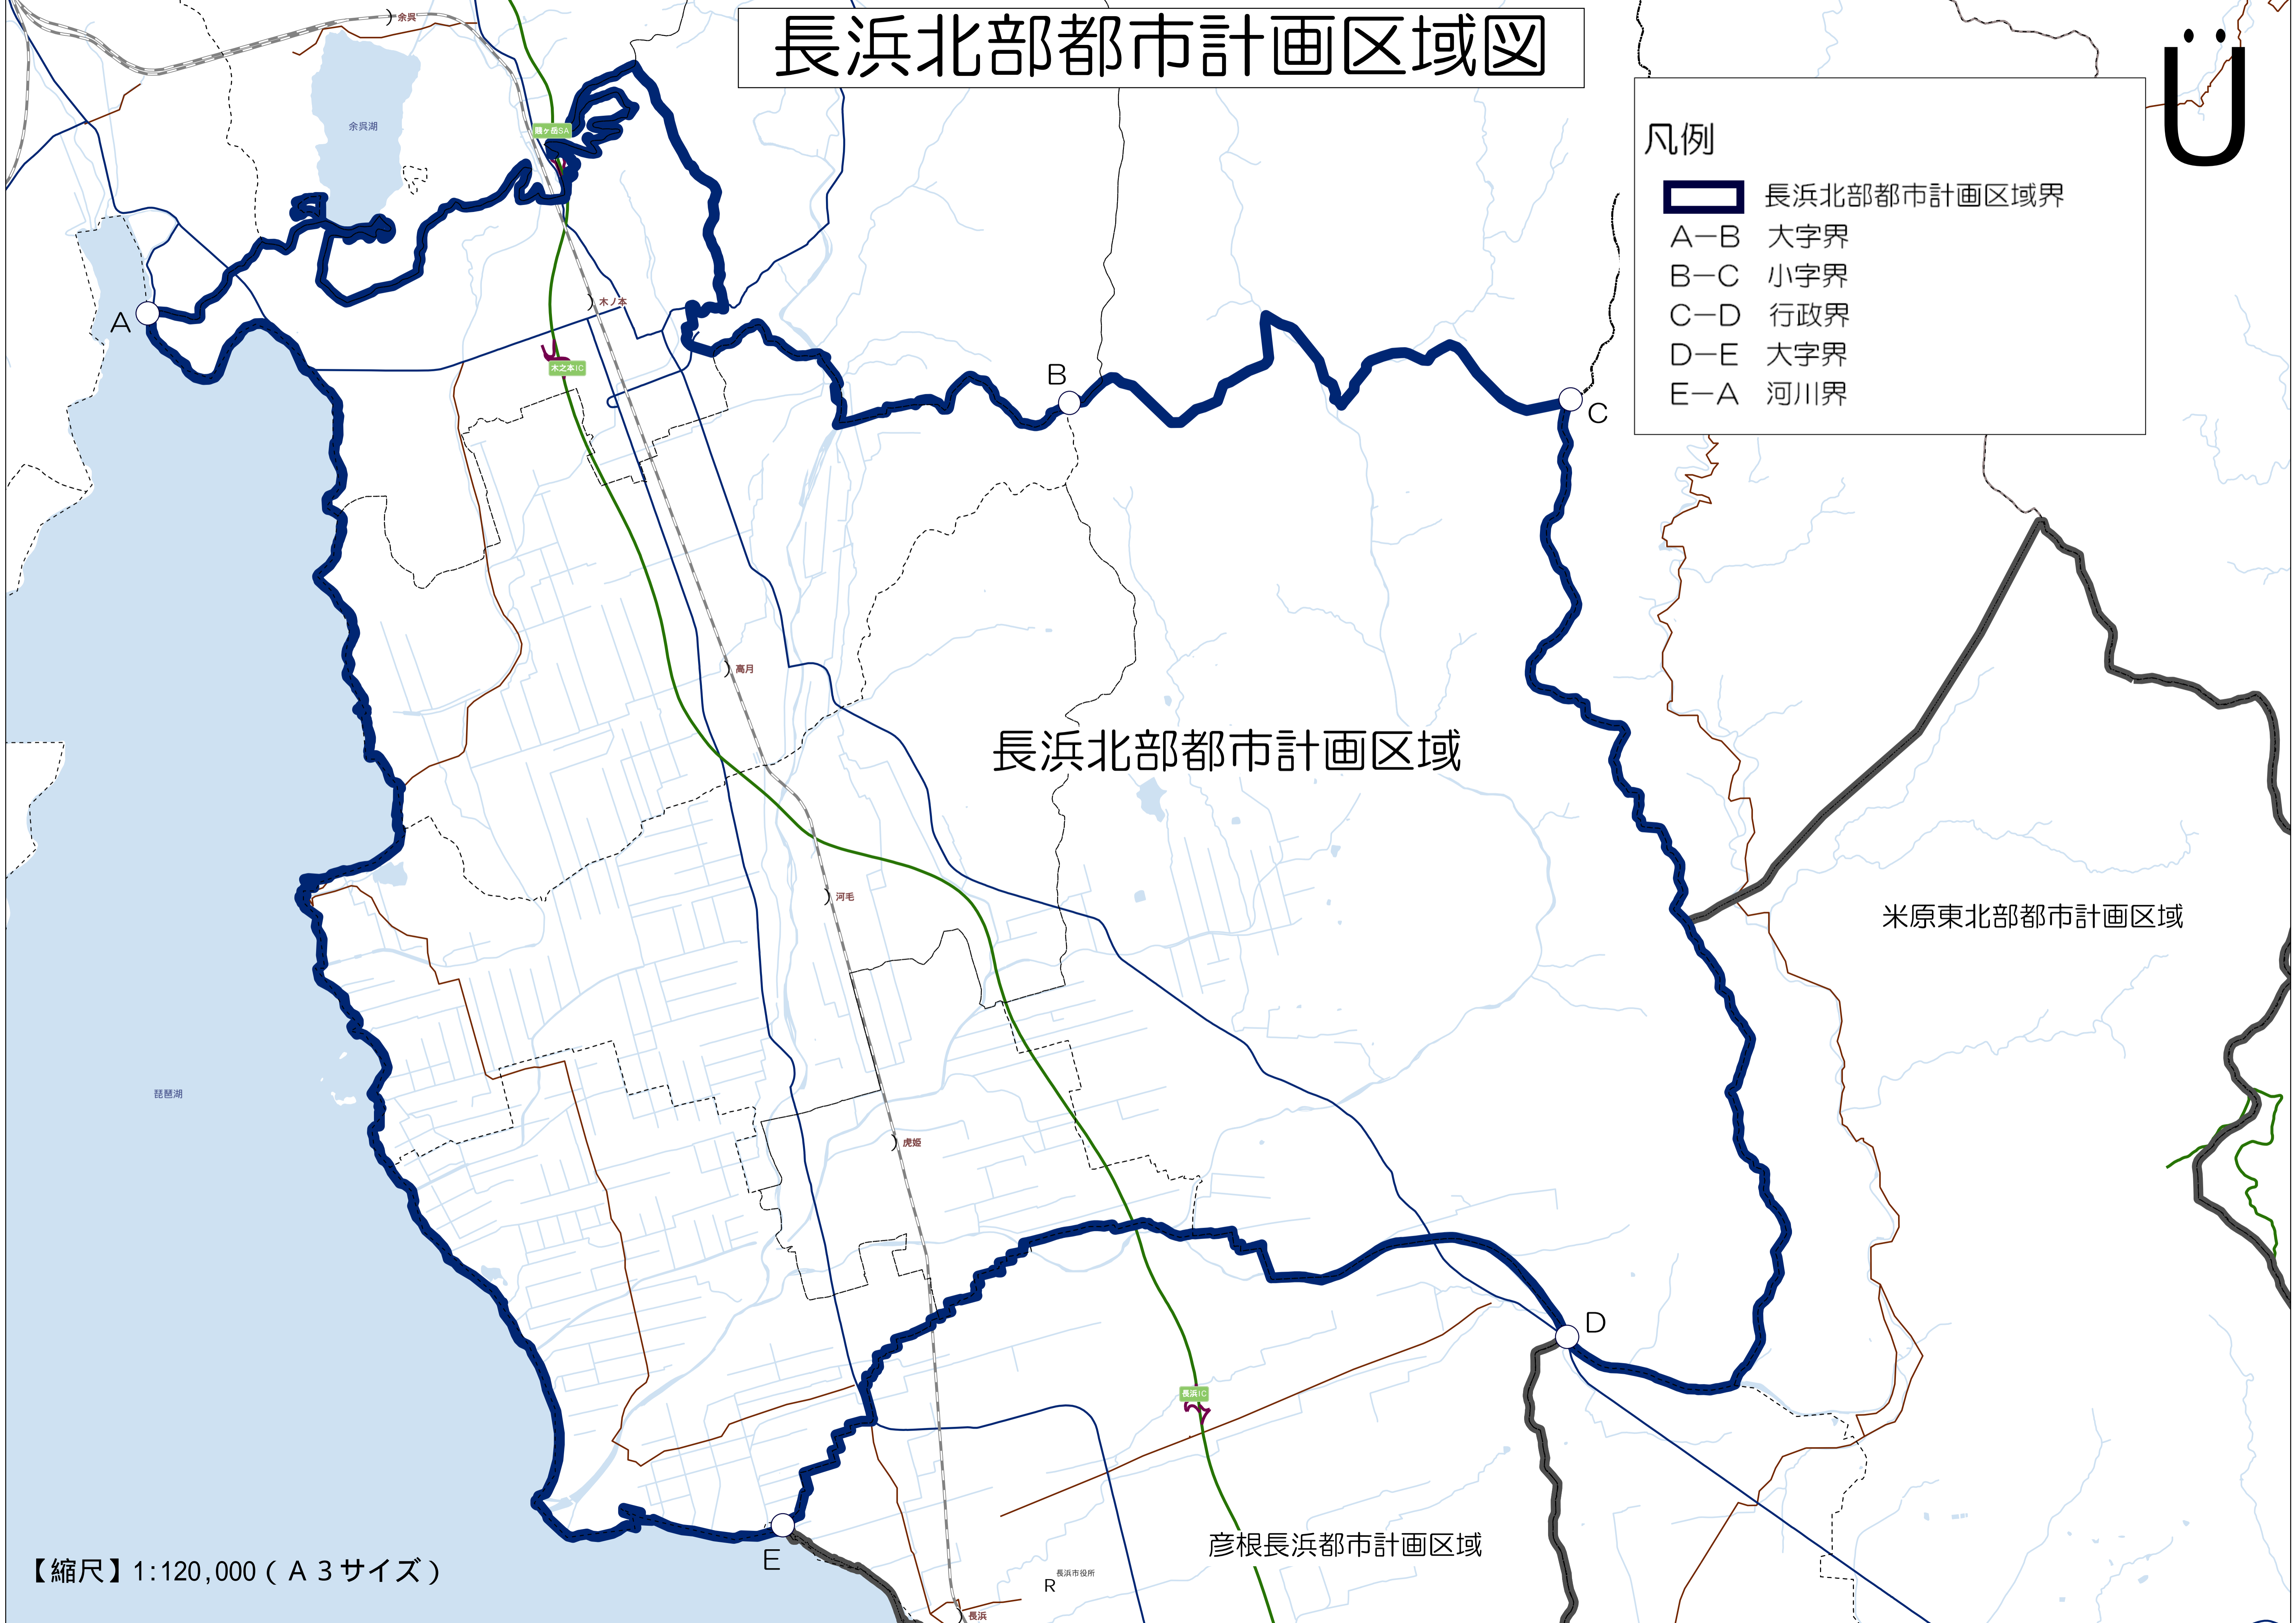 長浜北部都市計画区域図
Ü
凡例
長浜北部都市計画区域界
A－B 大字界
B－C 小字界
C－D 行政界
D－E 大字界
E－A 河川界
余呉
余呉湖
賤ヶ岳SA
A
木ノ本
木之本IC
B
C
高月
長浜北部都市計画区域
河毛
米原東北部都市計画区域
琵琶湖
虎姫
D
長浜IC
E
彦根長浜都市計画区域
【縮尺】1:120,000（Ａ３サイズ）
長浜市役所
R
長浜